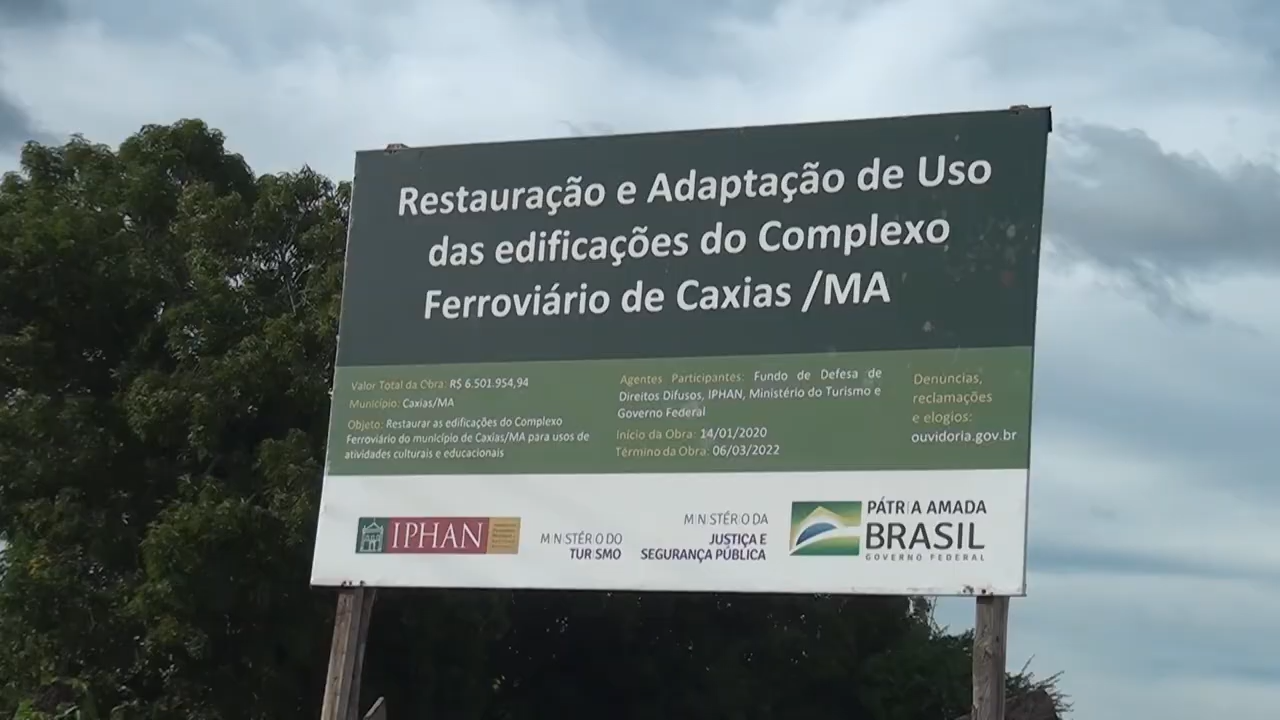 Restauração e Adaptação de Uso
das edificações do Complexo
Ferroviário de Caxias /MA
Valor Total da Obra: R$ 6.501.954,94
Município: Caxias/MA
Objeto: Restaurar as edificações do Complexo
Ferroviário do município de Caxias/MA para usos de
atividades culturais e educacionais
Agentes Participantes: Fundo de Defesa de
Direitos Difusos, IPHAN, Ministério do Turismo e
Governo Federal
Início da Obra: 14/01/2020
Término da Obra: 06/03/2022
Denúncias,
reclamações
e elogios:
ouvidoria.gov.br
IPHAN
MINISTÉRIO DO
TURISMO
MINISTÉRIO DA
JUSTIÇA E
SEGURANÇA PÚBLICA
PÁTRIA AMADA
BRASIL
GOVERNO FEDERAL